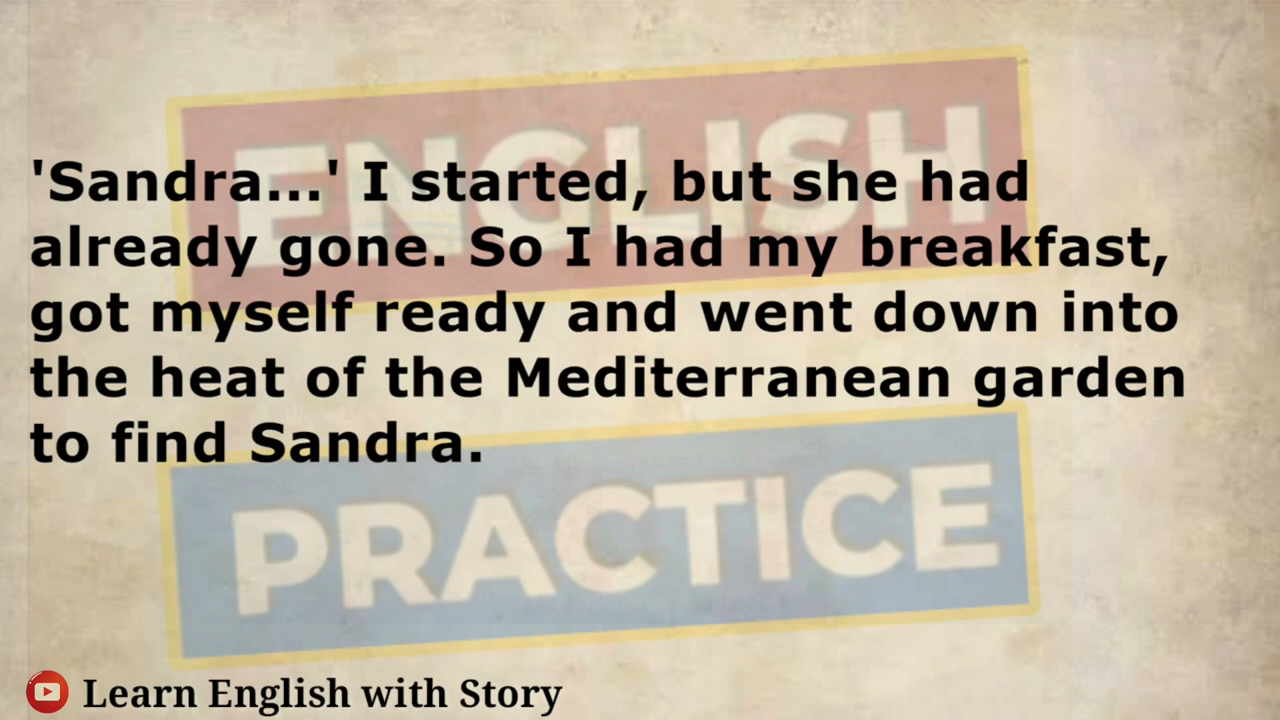 ENGLISH
'Sandra...' I started, but she had
already gone. So I had my breakfast,
got myself ready and went down into
the heat of the Mediterranean garden
to find Sandra.
PRACTICE
Learn English with Story